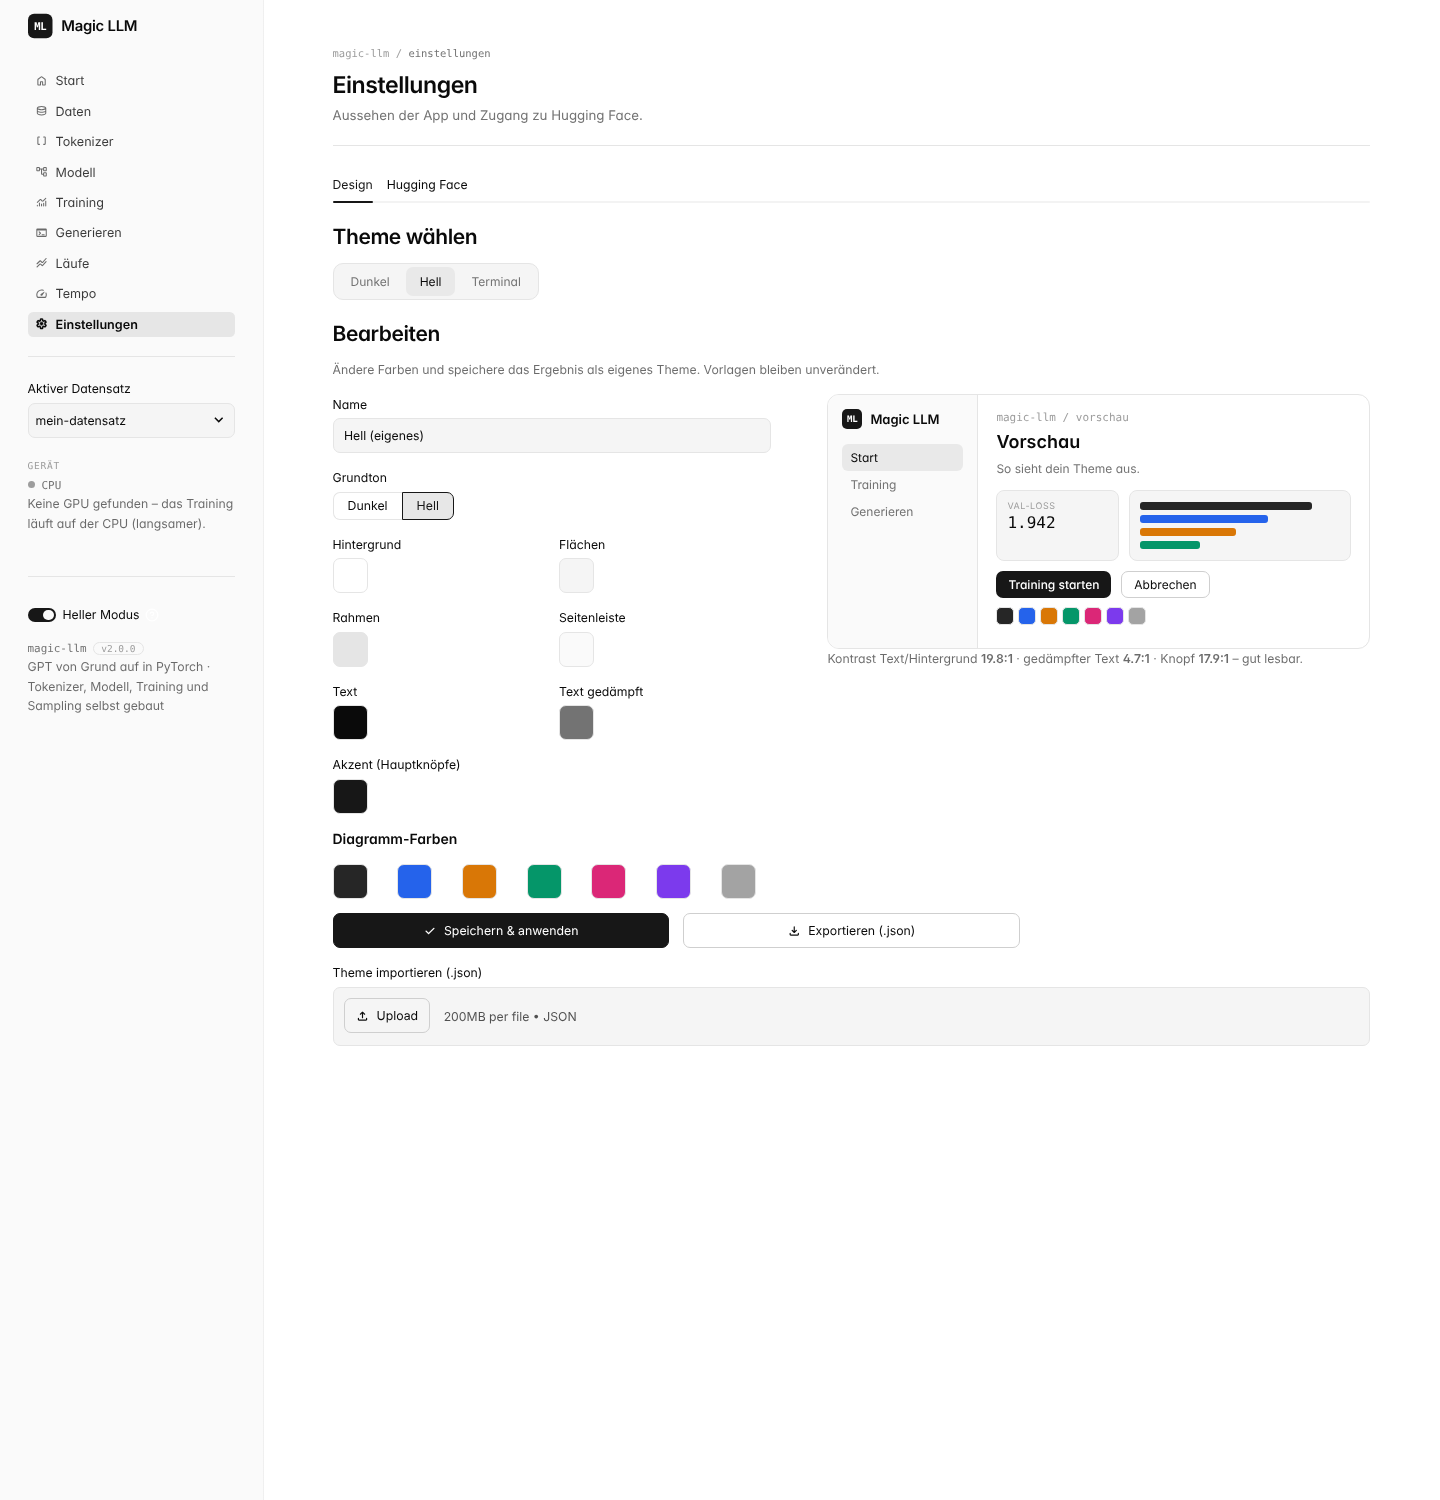 ML Magic LLM
Start
Daten
Tokenizer
Modell
Training
Generieren
Läufe
Tempo
Einstellungen
Aktiver Datensatz
mein-datensatz
GERÄT
CPU
Keine GPU gefunden – das Training
läuft auf der CPU (langsamer).
Heller Modus
magic-llm v2.0.0
GPT von Grund auf in PyTorch ·
Tokenizer, Modell, Training und
Sampling selbst gebaut
magic-llm / einstellungen
Einstellungen
Aussehen der App und Zugang zu Hugging Face.
Design Hugging Face
Theme wählen
Dunkel Hell Terminal
Bearbeiten
Ändere Farben und speichere das Ergebnis als eigenes Theme. Vorlagen bleiben unverändert.
Name
Hell (eigenes)
Grundton
Dunkel Hell
Hintergrund Flächen
Rahmen Seitenleiste
Text Text gedämpft
Akzent (Hauptknöpfe)
ML Magic LLM
Start
Training
Generieren
magic-llm / vorschau
Vorschau
So sieht dein Theme aus.
VAL-LOSS
1.942
Training starten Abbrechen
Kontrast Text/Hintergrund 19.8:1 · gedämpfter Text 4.7:1 · Knopf 17.9:1 – gut lesbar.
Diagramm-Farben
Speichern & anwenden Exportieren (.json)
Theme importieren (.json)
Upload 200MB per file • JSON